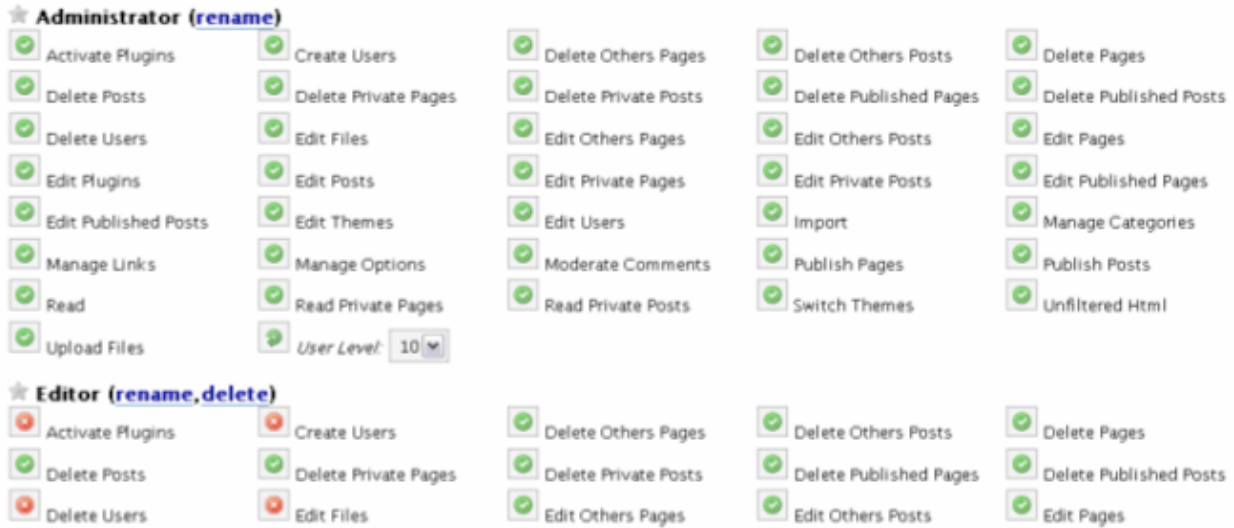 Administrator (rename)
Activate Plugins Create Users Delete Others Pages Delete Others Posts Delete Pages
Delete Posts Delete Private Pages Delete Private Posts Delete Published Pages Delete Published Posts
Delete Users Edit Files Edit Others Pages Edit Others Posts Edit Pages
Edit Plugins Edit Posts Edit Private Pages Edit Private Posts Edit Published Pages
Edit Published Posts Edit Themes Edit Users Import Manage Categories
Manage Links Manage Options Moderate Comments Publish Pages Publish Posts
Read Read Private Pages Read Private Posts Switch Themes Unfiltered Html
Upload Files User Level: 10
Editor (rename,delete)
Activate Plugins Create Users Delete Others Pages Delete Others Posts Delete Pages
Delete Posts Delete Private Pages Delete Private Posts Delete Published Pages Delete Published Posts
Delete Users Edit Files Edit Others Pages Edit Others Posts Edit Pages